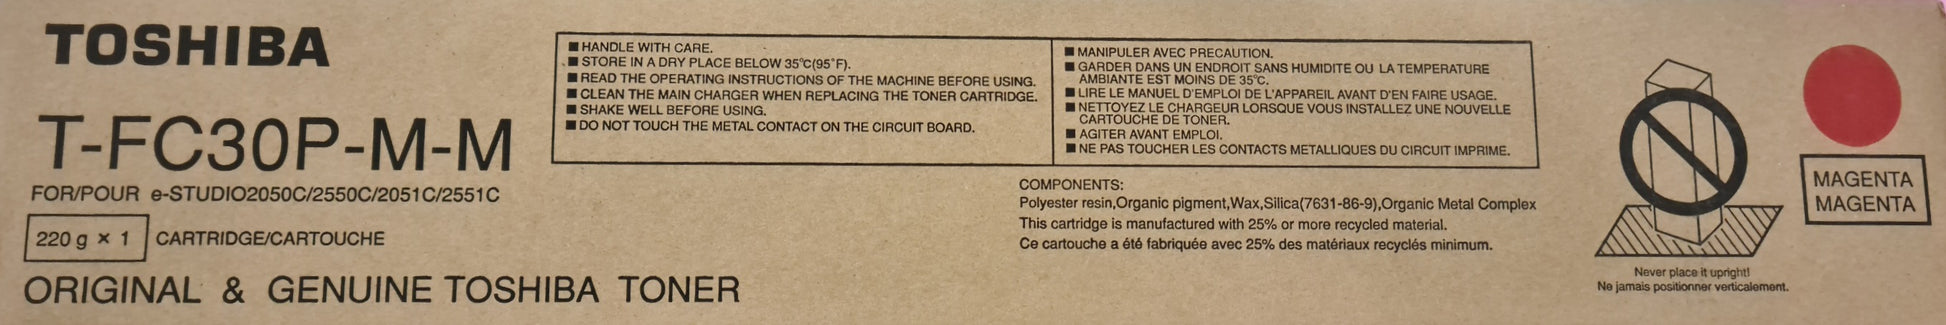 TOSHIBA
T-FC30P-M-M
FOR/POUR e-STUDIO2050C/2550C/2051C/2551C
220 g × 1 CARTRIDGE/CARTOUCHE
ORIGINAL & GENUINE TOSHIBA TONER
■ HANDLE WITH CARE.
■ STORE IN A DRY PLACE BELOW 35°C(95°F).
■ READ THE OPERATING INSTRUCTIONS OF THE MACHINE BEFORE USING.
■ CLEAN THE MAIN CHARGER WHEN REPLACING THE TONER CARTRIDGE.
■ SHAKE WELL BEFORE USING.
■ DO NOT TOUCH THE METAL CONTACT ON THE CIRCUIT BOARD.
■ MANIPULER AVEC PRECAUTION.
■ GARDER DANS UN ENDROIT SANS HUMIDITE OU LA TEMPERATURE
AMBIANTE EST MOINS DE 35°C.
■ LIRE LE MANUEL D'EMPLOI DE L'APPAREIL AVANT D'EN FAIRE USAGE.
■ NETTOYEZ LE CHARGEUR LORSQUE VOUS INSTALLEZ UNE NOUVELLE
CARTOUCHE DE TONER.
■ AGITER AVANT EMPLOI.
■ NE PAS TOUCHER LES CONTACTS METALLIQUES DU CIRCUIT IMPRIME.
COMPONENTS:
Polyester resin,Organic pigment,Wax,Silica(7631-86-9),Organic Metal Complex
This cartridge is manufactured with 25% or more recycled material.
Ce cartouche a été fabriquée avec 25% des matériaux recyclés minimum.
Never place it upright!
Ne jamais positionner verticalement.
MAGENTA
MAGENTA